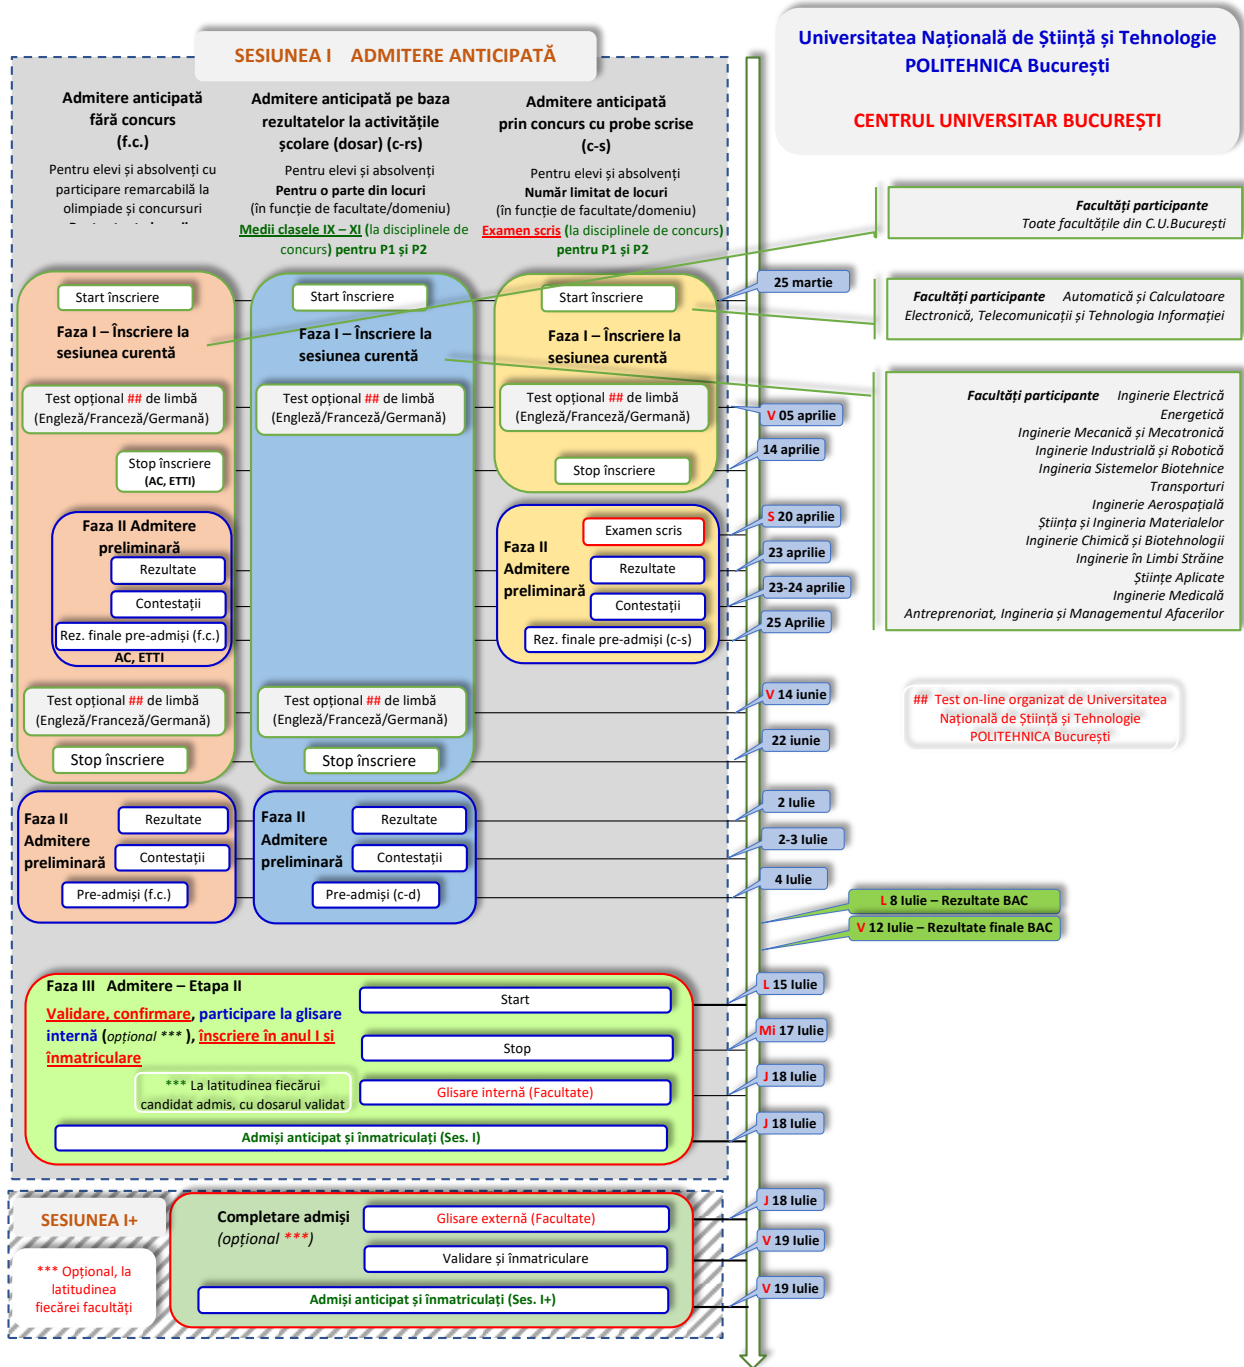 SESIUNEA I ADMITERE ANTICIPATĂ
Universitatea Națională de Știință și Tehnologie
POLITEHNICA București
CENTRUL UNIVERSITAR BUCUREȘTI
Admitere anticipată
fără concurs
(f.c.)
Pentru elevi și absolvenți cu
participare remarcabilă la
olimpiade și concursuri
Admitere anticipată pe baza
rezultatelor la activitățile
școlare (dosar) (c-rs)
Pentru elevi și absolvenți
Pentru o parte din locuri
(în funcție de facultate/domeniu)
Medii clasele IX – XI (la disciplinele de
concurs) pentru P1 și P2
Admitere anticipată
prin concurs cu probe scrise
(c-s)
Pentru elevi și absolvenți
Număr limitat de locuri
(în funcție de facultate/domeniu)
Examen scris (la disciplinele de concurs)
pentru P1 și P2
Facultăți participante
Toate facultățile din C.U.București
Facultăți participante Automatică și Calculatoare
Electronică, Telecomunicații și Tehnologia Informației
Facultăți participante Inginerie Electrică
Energetică
Inginerie Mecanică și Mecatronică
Inginerie Industrială și Robotică
Ingineria Sistemelor Biotehnice
Transporturi
Inginerie Aerospațială
Știința și Ingineria Materialelor
Inginerie Chimică și Biotehnologii
Inginerie în Limbi Străine
Științe Aplicate
Inginerie Medicală
Antreprenoriat, Ingineria și Managementul Afacerilor
## Test on-line organizat de Universitatea
Națională de Știință și Tehnologie
POLITEHNICA București
Start înscriere
Faza I – Înscriere la
sesiunea curentă
Test opțional ## de limbă
(Engleză/Franceză/Germană)
Stop înscriere
(AC, ETTI)
Faza II Admitere
preliminară
Rezultate
Contestații
Rez. finale pre-admiși (f.c.)
AC, ETTI
Test opțional ## de limbă
(Engleză/Franceză/Germană)
Stop înscriere
Faza II
Admitere
preliminară
Rezultate
Contestații
Pre-admiși (f.c.)
Start înscriere
Faza I – Înscriere la
sesiunea curentă
Test opțional ## de limbă
(Engleză/Franceză/Germană)
Test opțional ## de limbă
(Engleză/Franceză/Germană)
Stop înscriere
Faza II
Admitere
preliminară
Rezultate
Contestații
Pre-admiși (c-d)
Start înscriere
Faza I – Înscriere la
sesiunea curentă
Test opțional ## de limbă
(Engleză/Franceză/Germană)
Stop înscriere
Examen scris
Faza II
Admitere
preliminară
Rezultate
Contestații
Rez. finale pre-admiși (c-s)
25 martie
V 05 aprilie
14 aprilie
S 20 aprilie
23 aprilie
23-24 aprilie
25 Aprilie
V 14 iunie
22 iunie
2 Iulie
2-3 Iulie
4 Iulie
L 8 Iulie – Rezultate BAC
V 12 Iulie – Rezultate finale BAC
Faza III Admitere – Etapa II
Validare, confirmare, participare la glisare
internă (opțional *** ), înscriere în anul I si
înmatriculare
*** La latitudinea fiecărui
candidat admis, cu dosarul validat
Start
Stop
Glisare internă (Facultate)
Admiși anticipat și înmatriculați (Ses. I)
L 15 Iulie
Mi 17 Iulie
J 18 Iulie
J 18 Iulie
SESIUNEA I+
*** Opțional, la
latitudinea
fiecărei facultăți
Completare admiși
(opțional ***)
Glisare externă (Facultate)
Validare și înmatriculare
Admiși anticipat și înmatriculați (Ses. I+)
J 18 Iulie
V 19 Iulie
V 19 Iulie